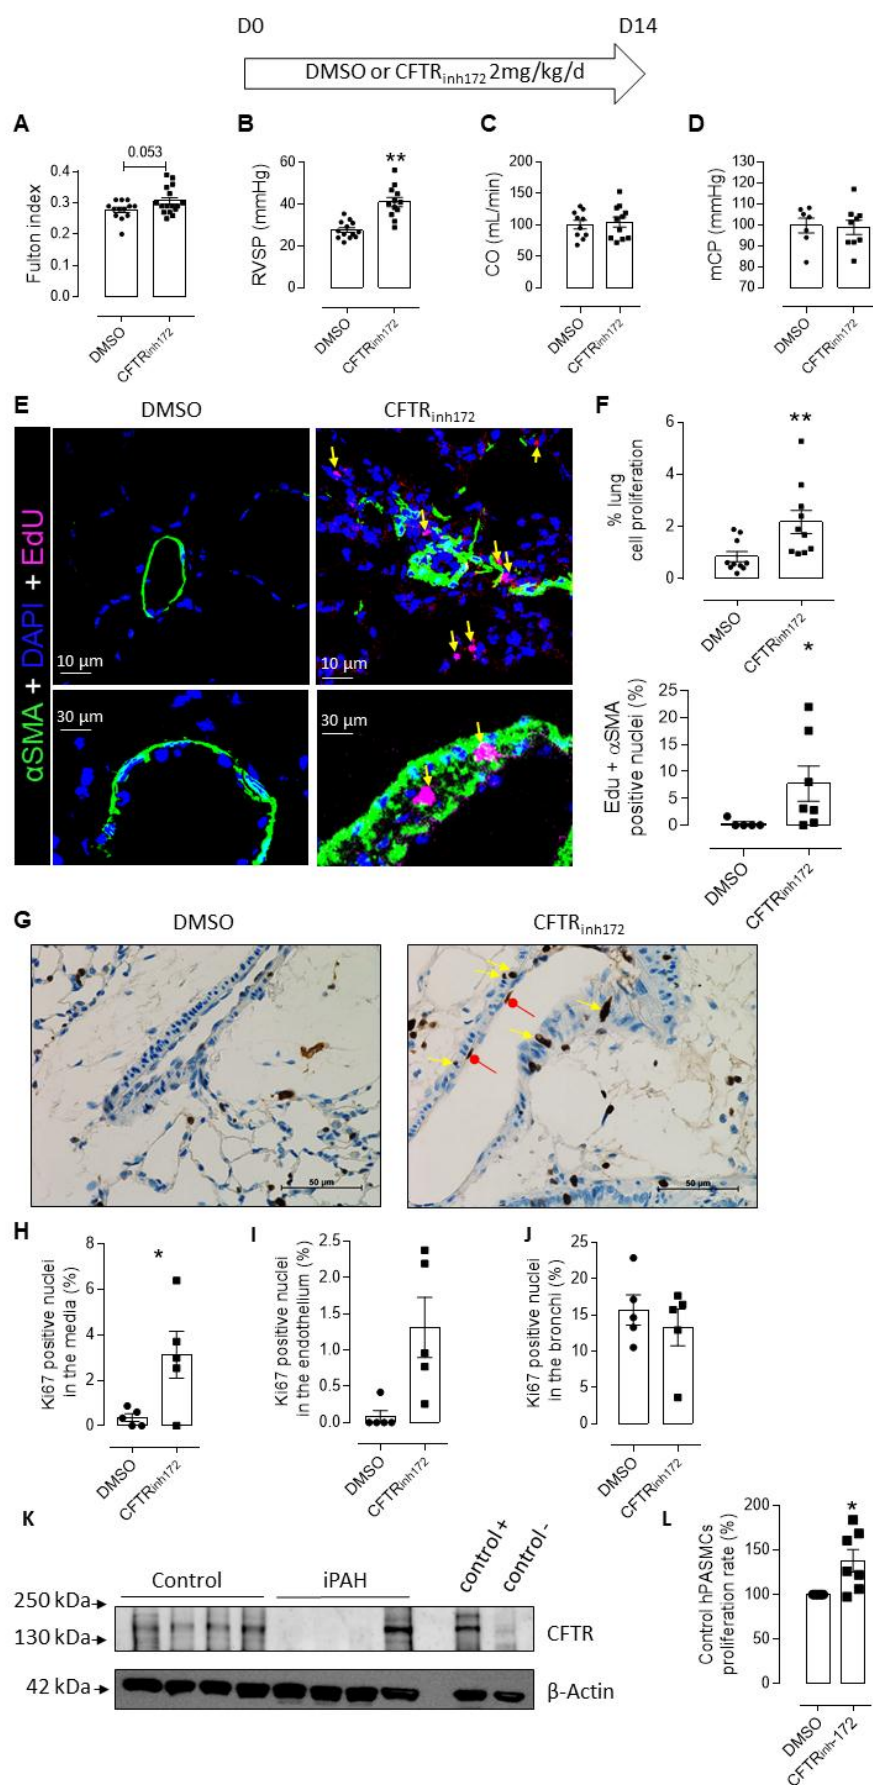 D0
D14
DMSO or CFTRinh172 2mg/kg/d
A
Fulton index
0.4
0.3
0.2
0.1
0.0
0.053
DMSO
CFTRinh172
B
RVSP (mmHg)
60
40
20
0
**
DMSO
CFTRinh172
C
CO (mL/min)
200
150
100
50
0
DMSO
CFTRinh172
D
mCP (mmHg)
130
120
110
100
90
80
70
DMSO
CFTRinh172
E
DMSO
CFTRinh172
αSMA + DAPI + EdU
10 µm
10 µm
30 µm
30 µm
F
% lung
cell proliferation
6
4
2
0
**
DMSO
CFTRinh172
Edu + αSMA
positive nuclei (%)
25
20
15
10
5
0
*
DMSO
CFTRinh172
G
DMSO
CFTRinh172
50 µm
50 µm
H
Ki67 positive nuclei
in the media (%)
8
6
4
2
0
*
DMSO
CFTRinh172
I
Ki67 positive nuclei
in the endothelium (%)
2.5
2.0
1.5
1.0
0.5
0.0
DMSO
CFTRinh172
J
Ki67 positive nuclei
in the bronchi (%)
25
20
15
10
5
0
DMSO
CFTRinh172
K
Control
iPAH
control+
control-
250 kDa
130 kDa
CFTR
42 kDa
β-Actin
L
Control hPASMCs
proliferation rate (%)
200
150
100
50
0
*
DMSO
CFTRinh-172